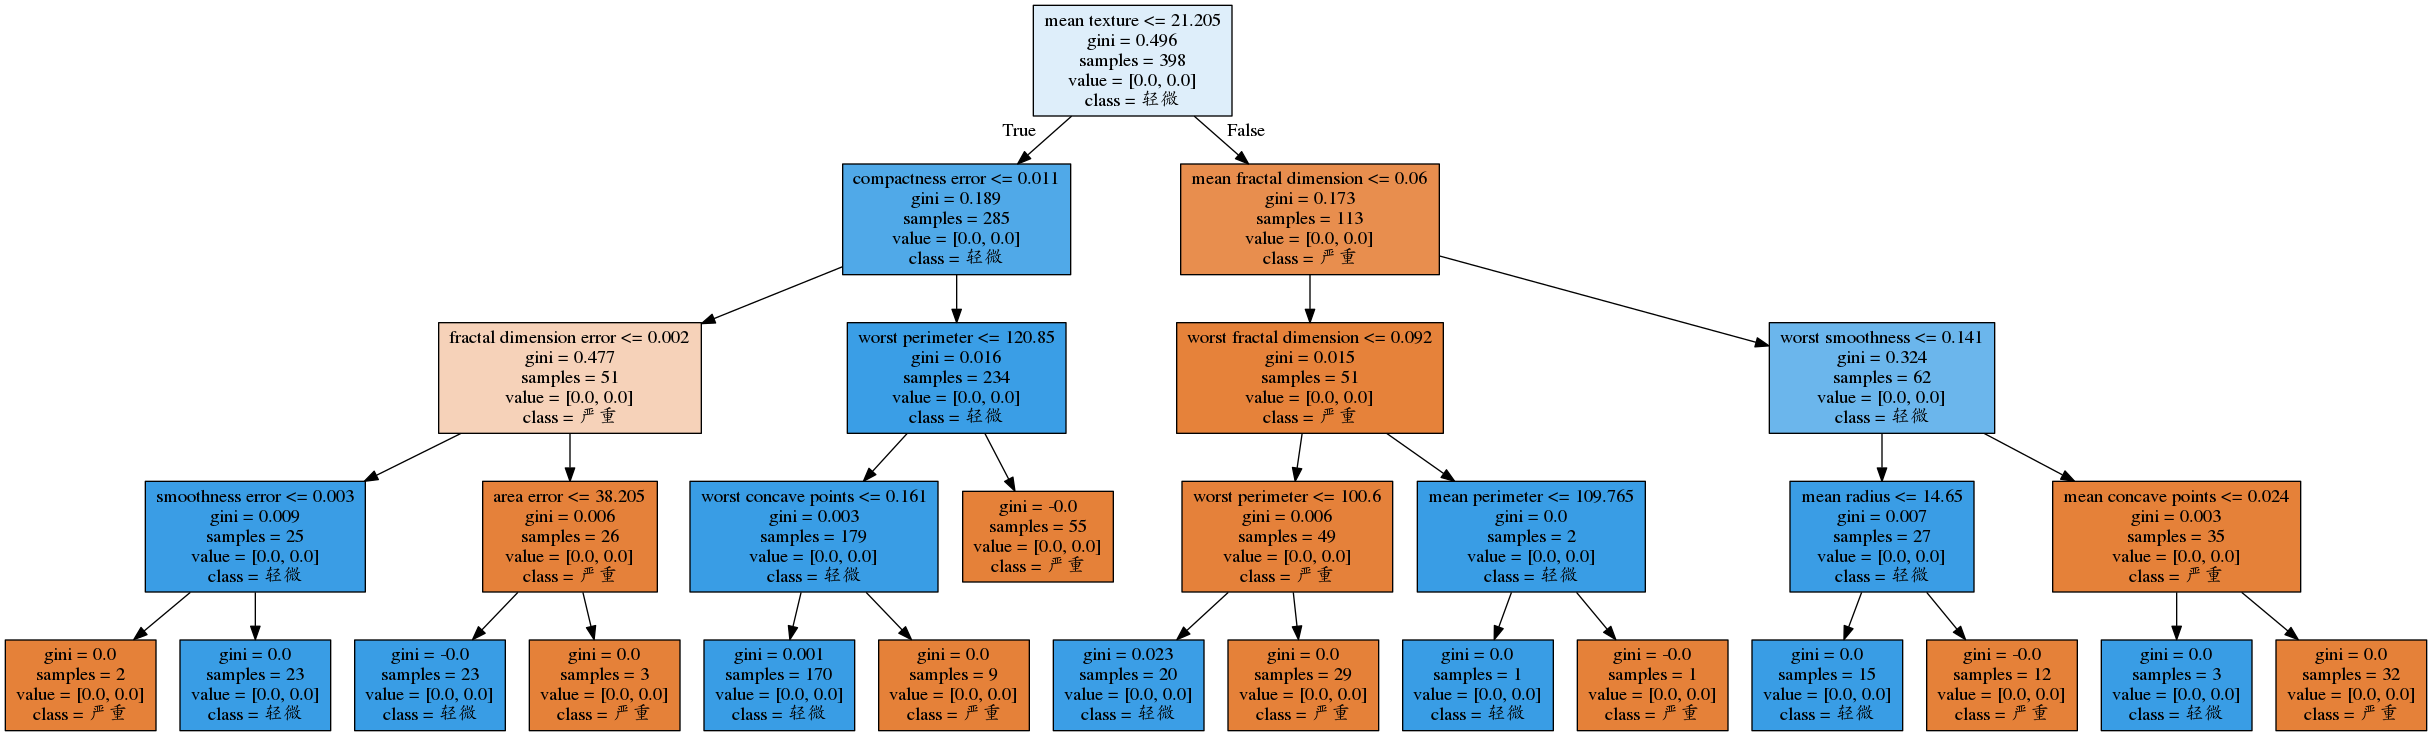 mean texture <= 21.205
gini = 0.496
samples = 398
value = [0.0, 0.0]
class = 轻微
True
False
compactness error <= 0.011
gini = 0.189
samples = 285
value = [0.0, 0.0]
class = 轻微
mean fractal dimension <= 0.06
gini = 0.173
samples = 113
value = [0.0, 0.0]
class = 严重
fractal dimension error <= 0.002
gini = 0.477
samples = 51
value = [0.0, 0.0]
class = 严重
worst perimeter <= 120.85
gini = 0.016
samples = 234
value = [0.0, 0.0]
class = 轻微
worst fractal dimension <= 0.092
gini = 0.015
samples = 51
value = [0.0, 0.0]
class = 严重
worst smoothness <= 0.141
gini = 0.324
samples = 62
value = [0.0, 0.0]
class = 轻微
smoothness error <= 0.003
gini = 0.009
samples = 25
value = [0.0, 0.0]
class = 轻微
area error <= 38.205
gini = 0.006
samples = 26
value = [0.0, 0.0]
class = 严重
worst concave points <= 0.161
gini = 0.003
samples = 179
value = [0.0, 0.0]
class = 轻微
gini = -0.0
samples = 55
value = [0.0, 0.0]
class = 严重
worst perimeter <= 100.6
gini = 0.006
samples = 49
value = [0.0, 0.0]
class = 严重
mean perimeter <= 109.765
gini = 0.0
samples = 2
value = [0.0, 0.0]
class = 轻微
mean radius <= 14.65
gini = 0.007
samples = 27
value = [0.0, 0.0]
class = 轻微
mean concave points <= 0.024
gini = 0.003
samples = 35
value = [0.0, 0.0]
class = 严重
gini = 0.0
samples = 2
value = [0.0, 0.0]
class = 严重
gini = 0.0
samples = 23
value = [0.0, 0.0]
class = 轻微
gini = -0.0
samples = 23
value = [0.0, 0.0]
class = 轻微
gini = 0.0
samples = 3
value = [0.0, 0.0]
class = 严重
gini = 0.001
samples = 170
value = [0.0, 0.0]
class = 轻微
gini = 0.0
samples = 9
value = [0.0, 0.0]
class = 严重
gini = 0.023
samples = 20
value = [0.0, 0.0]
class = 轻微
gini = 0.0
samples = 29
value = [0.0, 0.0]
class = 严重
gini = 0.0
samples = 1
value = [0.0, 0.0]
class = 轻微
gini = -0.0
samples = 1
value = [0.0, 0.0]
class = 严重
gini = 0.0
samples = 15
value = [0.0, 0.0]
class = 轻微
gini = -0.0
samples = 12
value = [0.0, 0.0]
class = 严重
gini = 0.0
samples = 3
value = [0.0, 0.0]
class = 轻微
gini = 0.0
samples = 32
value = [0.0, 0.0]
class = 严重